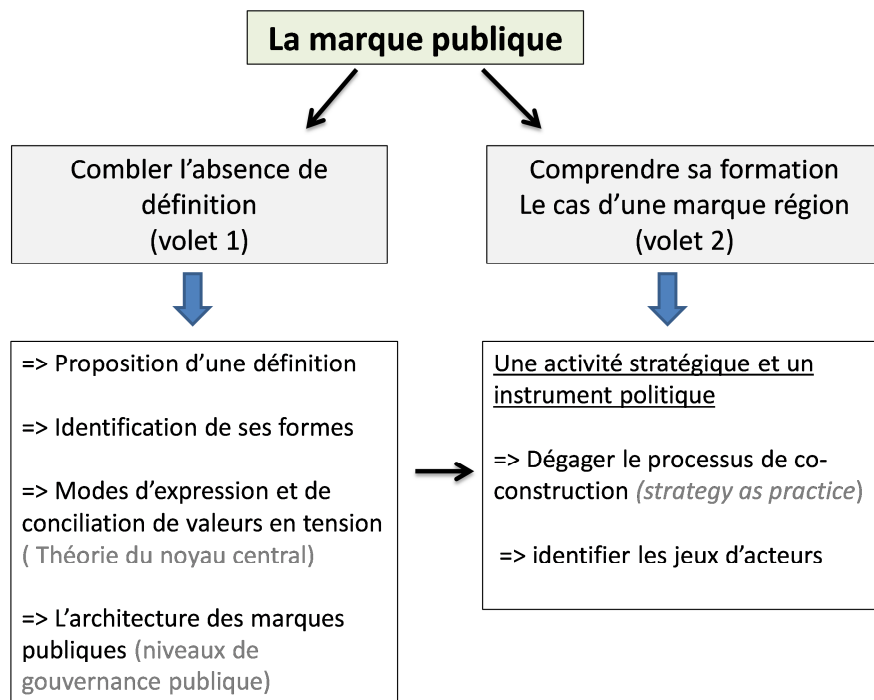 La marque publique
Combler l’absence de
définition
(volet 1)
Comprendre sa formation
Le cas d’une marque région
(volet 2)
=> Proposition d’une définition
=> Identification de ses formes
=> Modes d’expression et de
conciliation de valeurs en tension
( Théorie du noyau central)
=> L’architecture des marques
publiques (niveaux de
gouvernance publique)
Une activité stratégique et un
instrument politique
=> Dégager le processus de co-
construction (strategy as practice)
=> identifier les jeux d’acteurs